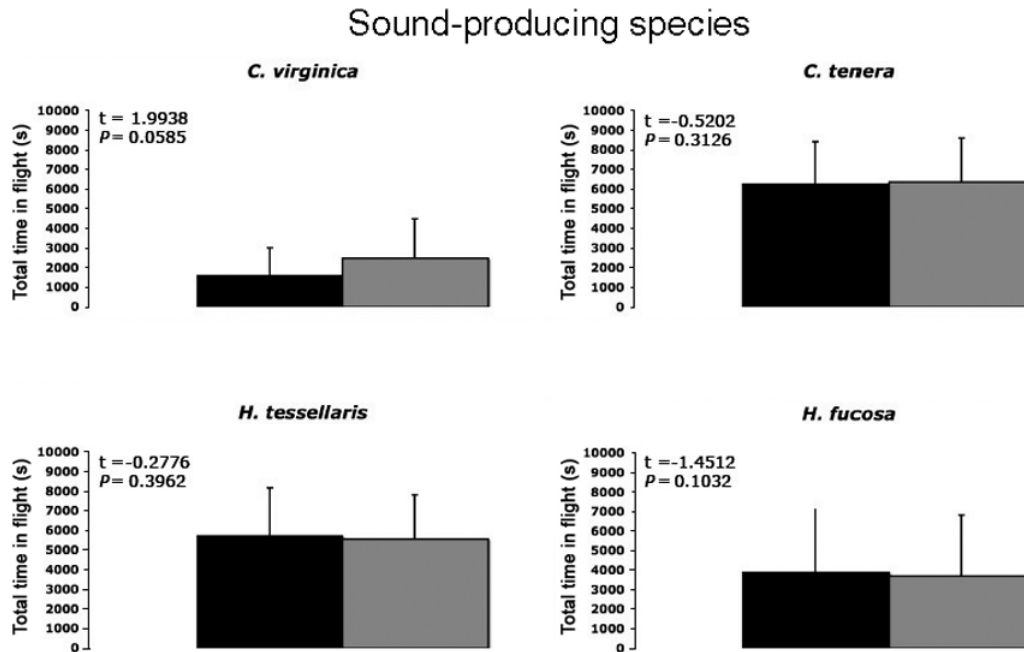 Sound-producing species
C. virginica
t = 1.9938
P = 0.0585
Total time in flight (s)
10000
9000
8000
7000
6000
5000
4000
3000
2000
1000
0
C. tenera
t =-0.5202
P = 0.3126
Total time in flight (s)
10000
9000
8000
7000
6000
5000
4000
3000
2000
1000
0
H. tessellaris
t =-0.2776
P = 0.3962
Total time in flight (s)
10000
9000
8000
7000
6000
5000
4000
3000
2000
1000
0
H. fucosa
t =-1.4512
P = 0.1032
Total time in flight (s)
10000
9000
8000
7000
6000
5000
4000
3000
2000
1000
0